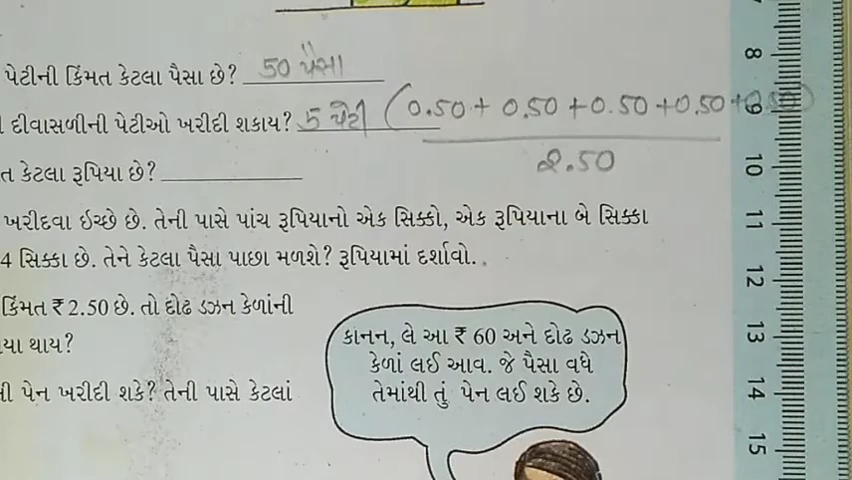 પેટીની કિંમત કેટલા પૈસા છે? 50 પૈસા
દીવાસળીની પેટીઓ ખરીદી શકાય? 5 પેટી (0.50 + 0.50 + 0.50 + 0.50 + 0.50)
2.50
ત કેટલા રૂપિયા છે?
ખરીદવા ઇચ્છે છે. તેની પાસે પાંચ રૂપિયાનો એક સિક્કો, એક રૂપિયાના બે સિક્કા
4 સિક્કા છે. તેને કેટલા પૈસા પાછા મળશે? રૂપિયામાં દર્શાવો.
કિંમત ₹ 2.50 છે. તો દોઢ ડઝન કેળાંની
યા થાય?
પેન ખરીદી શકે? તેની પાસે કેટલાં
કાનન, લે આ ₹ 60 અને દોઢ ડઝન
કેળાં લઈ આવ. જે પૈસા વધે
તેમાંથી તું પેન લઈ શકે છે.
8
9
10
11
12
13
14
15